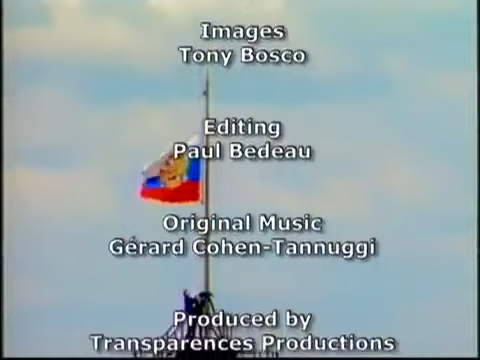 Images
Tony Bosco
Editing
Paul Bedeau
Original Music
Gérard Cohen-Tannuggi
Produced by
Transparences Productions